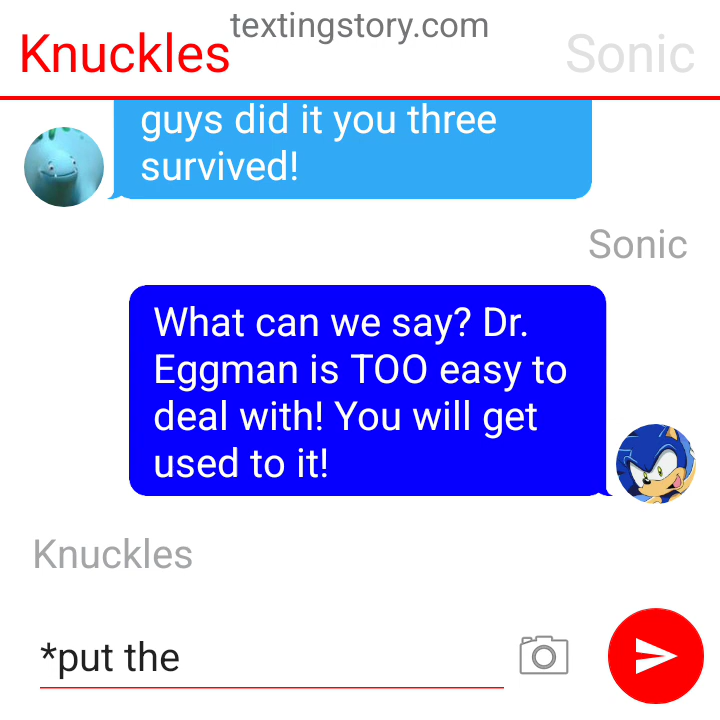 textingstory.com
Knuckles
Sonic
guys did it you three
survived!
Sonic
What can we say? Dr.
Eggman is TOO easy to
deal with! You will get
used to it!
Knuckles
*put the